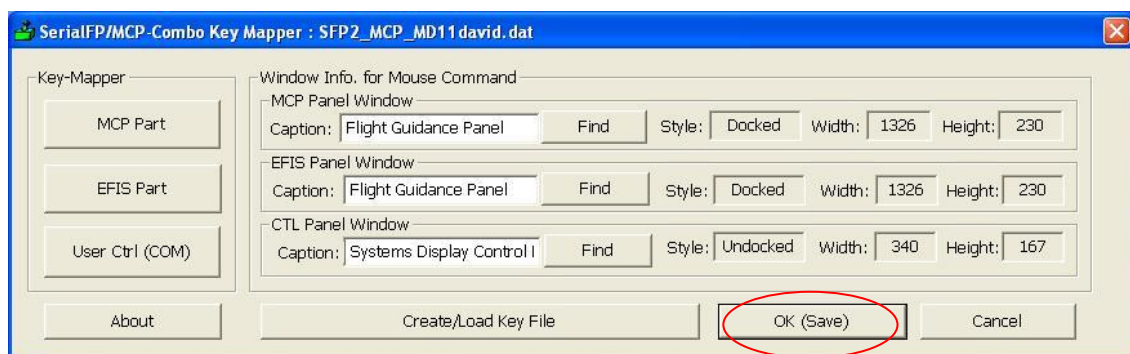 SerialFP/MCP-Combo Key Mapper : SFP2_MCP_MD11david.dat
Key-Mapper
MCP Part
EFIS Part
User Ctrl (COM)
Window Info. for Mouse Command
MCP Panel Window
Caption: Flight Guidance Panel Find Style: Docked Width: 1326 Height: 230
EFIS Panel Window
Caption: Flight Guidance Panel Find Style: Docked Width: 1326 Height: 230
CTL Panel Window
Caption: Systems Display Control Find Style: Undocked Width: 340 Height: 167
About Create/Load Key File OK (Save) Cancel